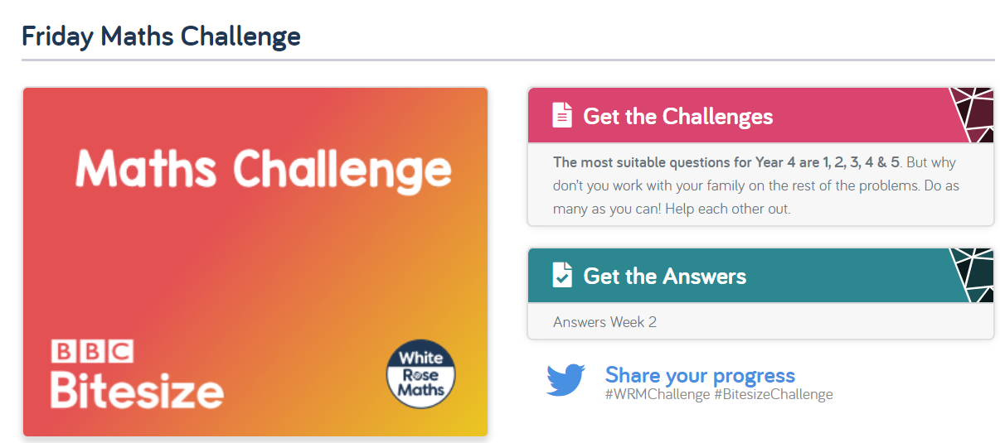 Friday Maths Challenge
Maths Challenge
BBC
Bitesize
White
Rose
Maths
Get the Challenges
The most suitable questions for Year 4 are 1, 2, 3, 4 & 5. But why
don't you work with your family on the rest of the problems. Do as
many as you can! Help each other out.
Get the Answers
Answers Week 2
Share your progress
#WRMChallenge #BitesizeChallenge